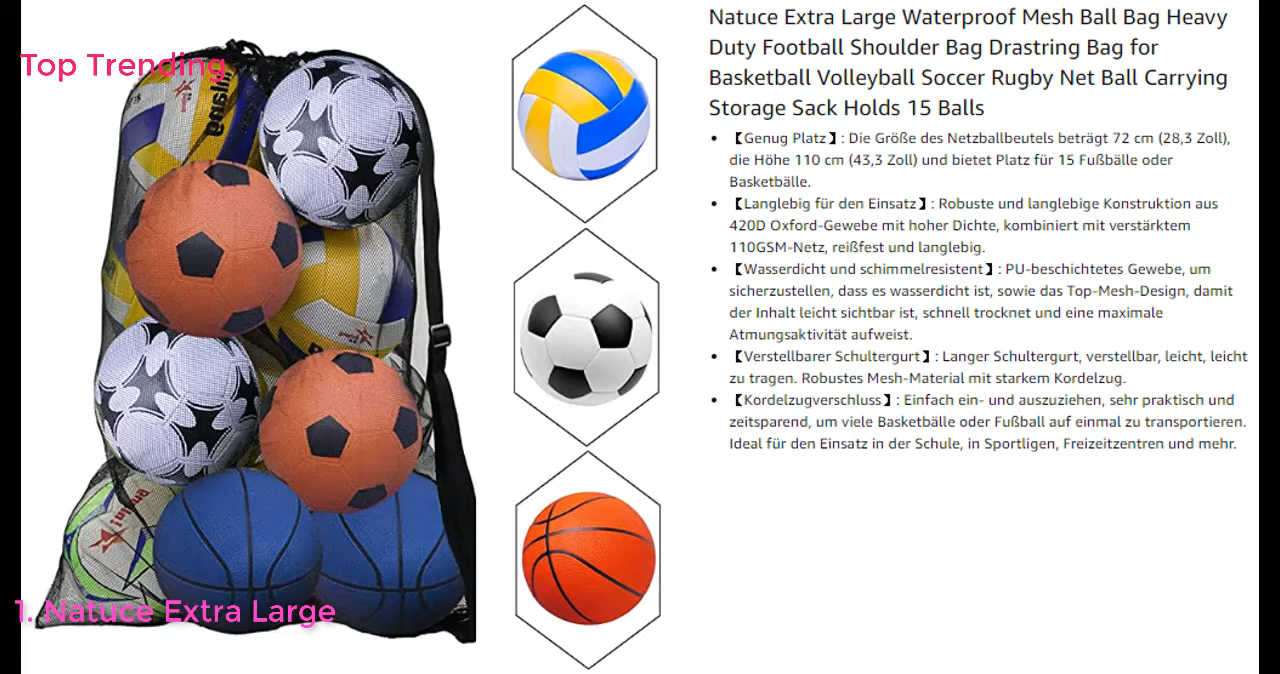 Top Trending
Natuce Extra Large Waterproof Mesh Ball Bag Heavy
Duty Football Shoulder Bag Drastring Bag for
Basketball Volleyball Soccer Rugby Net Ball Carrying
Storage Sack Holds 15 Balls
• 【Genug Platz】: Die Größe des Netzballbeutels beträgt 72 cm (28,3 Zoll),
die Höhe 110 cm (43,3 Zoll) und bietet Platz für 15 Fußbälle oder
Basketbälle.
• 【Langlebig für den Einsatz】: Robuste und langlebige Konstruktion aus
420D Oxford-Gewebe mit hoher Dichte, kombiniert mit verstärktem
110GSM-Netz, reißfest und langlebig.
• 【Wasserdicht und schimmelresistent】: PU-beschichtetes Gewebe, um
sicherzustellen, dass es wasserdicht ist, sowie das Top-Mesh-Design, damit
der Inhalt leicht sichtbar ist, schnell trocknet und eine maximale
Atmungsaktivität aufweist.
• 【Verstellbarer Schultergurt】: Langer Schultergurt, verstellbar, leicht, leicht
zu tragen. Robustes Mesh-Material mit starkem Kordelzug.
• 【Kordelzugverschluss】: Einfach ein- und auszuziehen, sehr praktisch und
zeitsparend, um viele Basketbälle oder Fußball auf einmal zu transportieren.
Ideal für den Einsatz in der Schule, in Sportligen, Freizeitzentren und mehr.
1. Natuce Extra Large